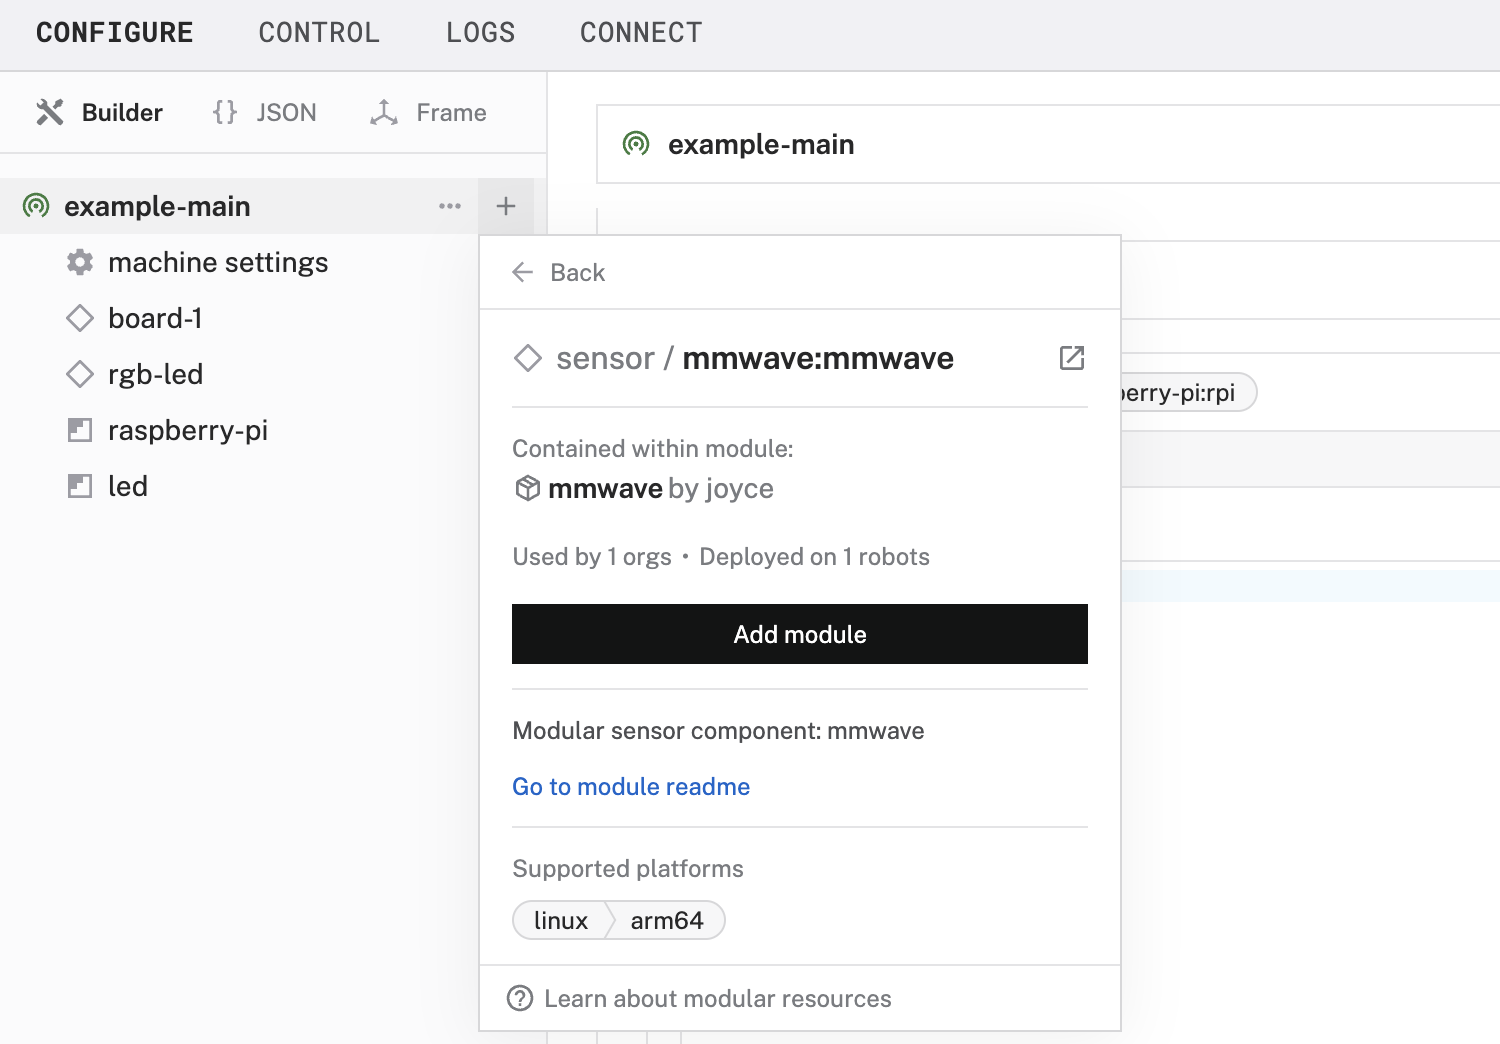 CONFIGURE CONTROL LOGS CONNECT
Builder {} JSON Frame
example-main
example-main
machine settings
board-1
rgb-led
raspberry-pi
led
Back
sensor / mmwave:mmwave
Contained within module:
mmwave by joyce
Used by 1 orgs • Deployed on 1 robots
Add module
Modular sensor component: mmwave
Go to module readme
Supported platforms
linux arm64
Learn about modular resources
berry-pi:rpi